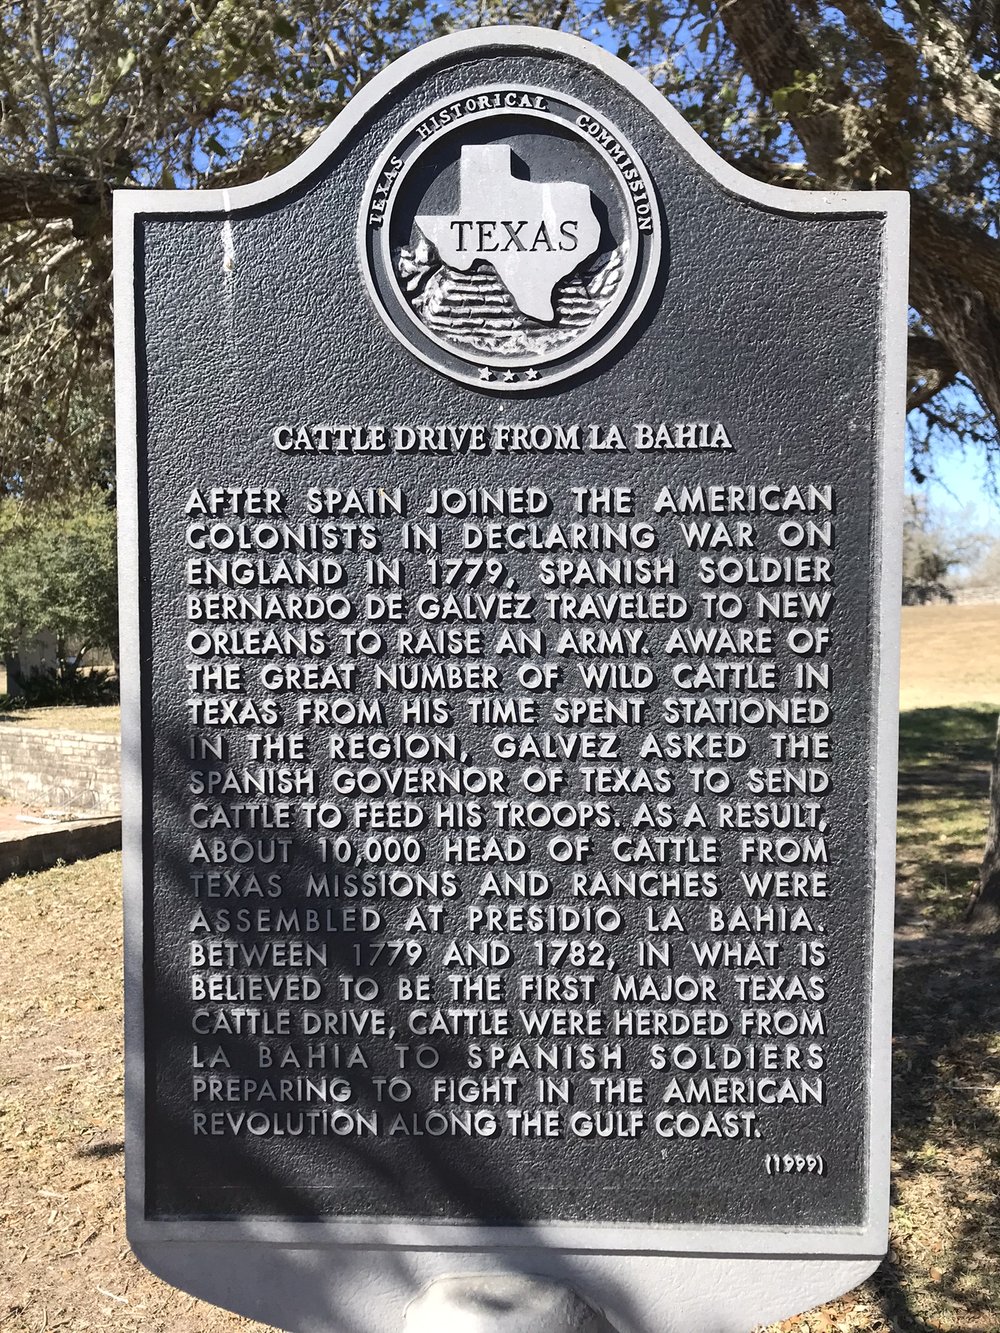 TEXAS HISTORICAL COMMISSION
TEXAS
CATTLE DRIVE FROM LA BAHIA
AFTER SPAIN JOINED THE AMERICAN
COLONISTS IN DECLARING WAR ON
ENGLAND IN 1779, SPANISH SOLDIER
BERNARDO DE GALVEZ TRAVELED TO NEW
ORLEANS TO RAISE AN ARMY. AWARE OF
THE GREAT NUMBER OF WILD CATTLE IN
TEXAS FROM HIS TIME SPENT STATIONED
IN THE REGION, GALVEZ ASKED THE
SPANISH GOVERNOR OF TEXAS TO SEND
CATTLE TO FEED HIS TROOPS. AS A RESULT,
ABOUT 10,000 HEAD OF CATTLE FROM
TEXAS MISSIONS AND RANCHES WERE
ASSEMBLED AT PRESIDIO LA BAHIA.
BETWEEN 1779 AND 1782, IN WHAT IS
BELIEVED TO BE THE FIRST MAJOR TEXAS
CATTLE DRIVE, CATTLE WERE HERDED FROM
LA BAHIA TO SPANISH SOLDIERS
PREPARING TO FIGHT IN THE AMERICAN
REVOLUTION ALONG THE GULF COAST.
(1999)